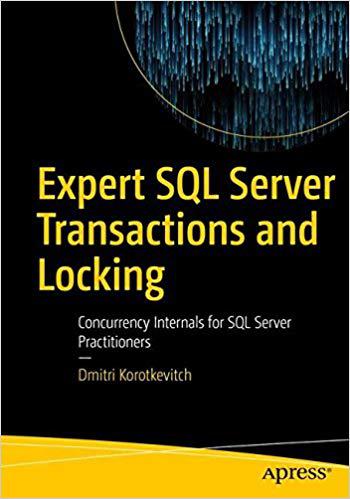 Expert SQL Server
Transactions and
Locking
Concurrency Internals for SQL Server
Practitioners
—
Dmitri Korotkevitch
Apress®